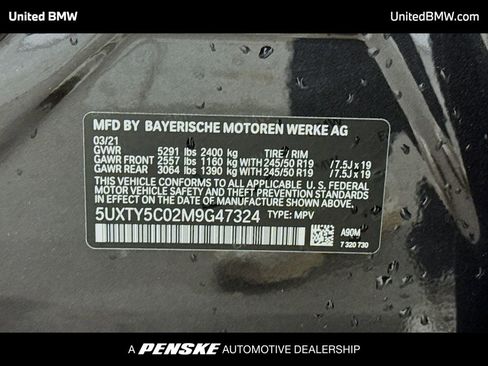 United BMW
UnitedBMW.com
MFD BY BAYERISCHE MOTOREN WERKE AG
03/21
GVWR 5291 lbs 2400 kg TIRE / RIM
GAWR FRONT 2557 lbs 1160 kg 245/50 R19 / 7.5J x 19
GAWR REAR 3064 lbs 1390 kg 245/50 R19 / 7.5J x 19
THIS VEHICLE CONFORMS TO ALL APPLICABLE U. S. FEDERAL
MOTOR VEHICLE SAFETY, BUMPER, AND THEFT PREVENTION
STANDARDS IN EFFECT ON THE DATE OF MANUFACTURE
SHOWN ABOVE.
5UXTY5C02M9G47324 TYPE: MPV
A90M
7 320 730
A PENSKE AUTOMOTIVE DEALERSHIP